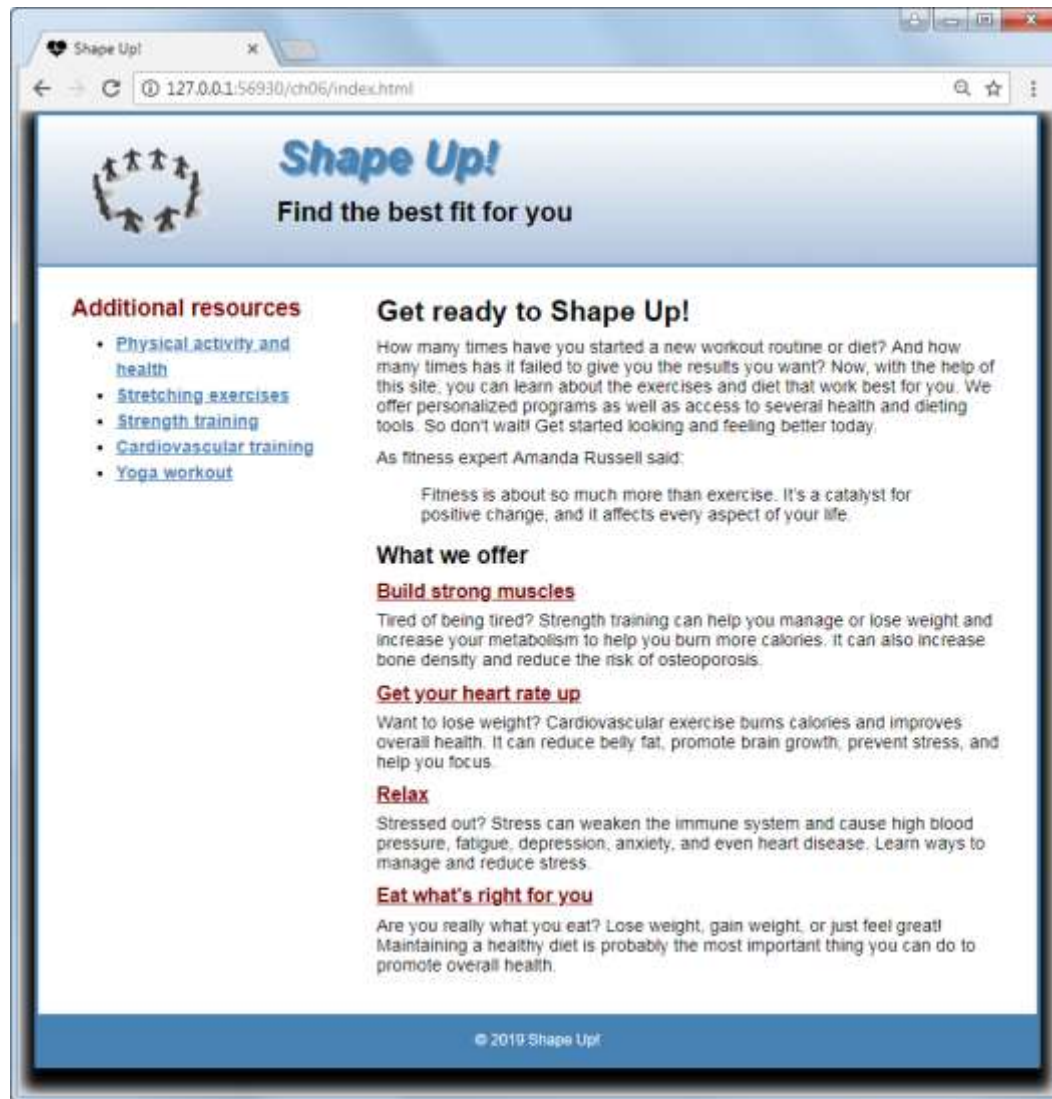 Shape Up!
127.0.0.1:56930/ch06/index.html
Shape Up!
Find the best fit for you
Additional resources
Physical activity and
health
Stretching exercises
Strength training
Cardiovascular training
Yoga workout
Get ready to Shape Up!
How many times have you started a new workout routine or diet? And how
many times has it failed to give you the results you want? Now, with the help of
this site, you can learn about the exercises and diet that work best for you. We
offer personalized programs as well as access to several health and dieting
tools. So don't wait! Get started looking and feeling better today.
As fitness expert Amanda Russell said:
Fitness is about so much more than exercise. It's a catalyst for
positive change, and it affects every aspect of your life.
What we offer
Build strong muscles
Tired of being tired? Strength training can help you manage or lose weight and
increase your metabolism to help you burn more calories. It can also increase
bone density and reduce the risk of osteoporosis.
Get your heart rate up
Want to lose weight? Cardiovascular exercise burns calories and improves
overall health. It can reduce belly fat, promote brain growth, prevent stress, and
help you focus.
Relax
Stressed out? Stress can weaken the immune system and cause high blood
pressure, fatigue, depression, anxiety, and even heart disease. Learn ways to
manage and reduce stress.
Eat what's right for you
Are you really what you eat? Lose weight, gain weight, or just feel great!
Maintaining a healthy diet is probably the most important thing you can do to
promote overall health.
© 2019 Shape Up!